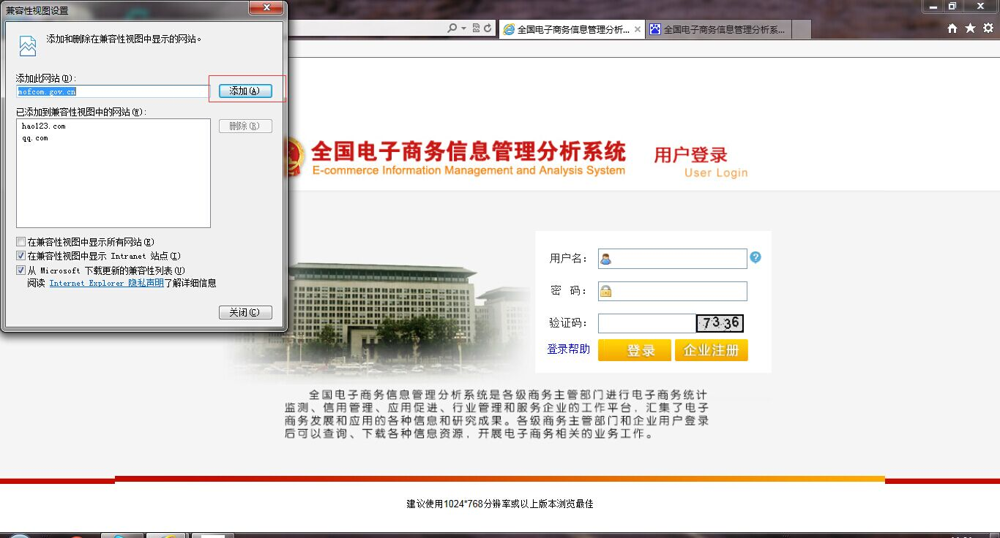 兼容性视图设置
添加和删除在兼容性视图中显示的网站。
添加此网站(D):
mofcom.gov.cn
添加(A)
已添加到兼容性视图中的网站(W):
hao123.com
qq.com
删除(R)
在兼容性视图中显示所有网站(E)
在兼容性视图中显示 Intranet 站点(I)
从 Microsoft 下载更新的兼容性列表(U)
阅读 Internet Explorer 隐私声明了解详细信息
关闭(C)
全国电子商务信息管理分析...
全国电子商务信息管理分析系...
全国电子商务信息管理分析系统
E-commerce Information Management and Analysis System
用户登录
User Login
用户名:
?
密 码:
验证码:
7336
登录帮助
登录
企业注册
全国电子商务信息管理分析系统是各级商务主管部门进行电子商务统计
监测、信用管理、应用促进、行业管理和服务企业的工作平台，汇集了电子
商务发展和应用的各种信息和研究成果。各级商务主管部门和企业用户登录
后可以查询、下载各种信息资源，开展电子商务相关的业务工作。
建议使用1024*768分辨率或以上版本浏览最佳